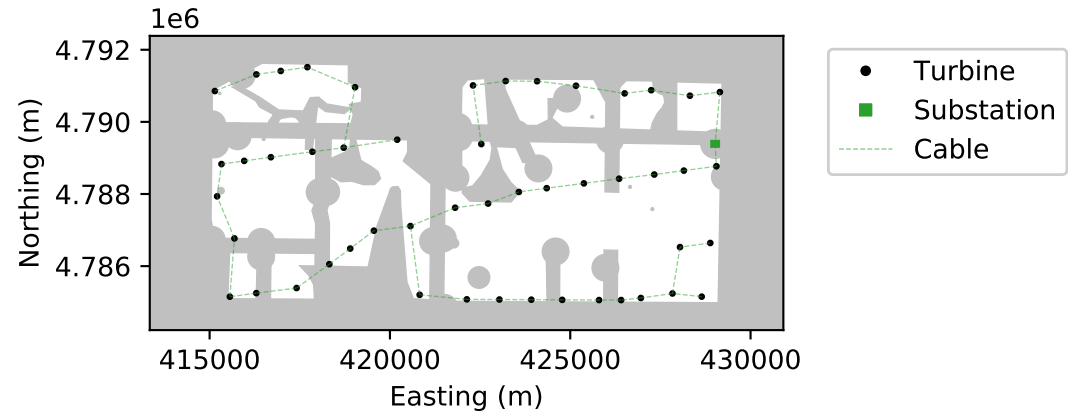 1e6
4.792
4.790
4.788
4.786
Northing (m)
415000 420000 425000 430000
Easting (m)
Turbine
Substation
Cable